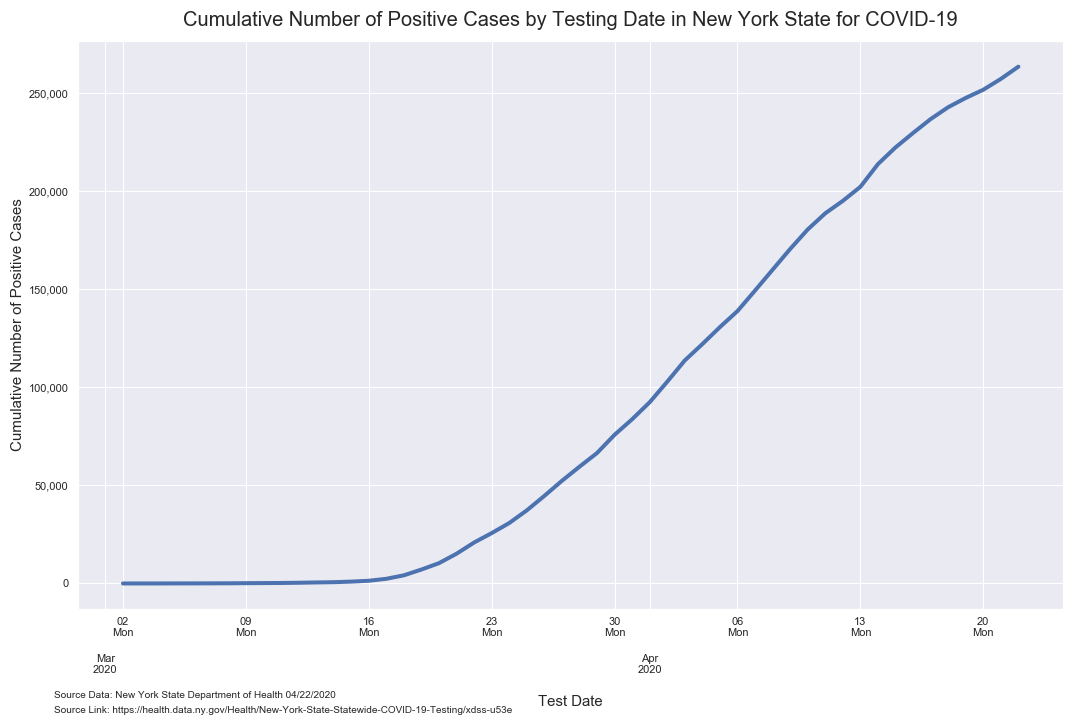 Cumulative Number of Positive Cases by Testing Date in New York State for COVID-19
Cumulative Number of Positive Cases
250,000
200,000
150,000
100,000
50,000
0
02 09 16 23 30 06 13 20
Mon Mon Mon Mon Mon Mon Mon Mon
Mar Apr
2020 2020
Test Date
Source Data: New York State Department of Health 04/22/2020
Source Link: https://health.data.ny.gov/Health/New-York-State-Statewide-COVID-19-Testing/xdss-u53e